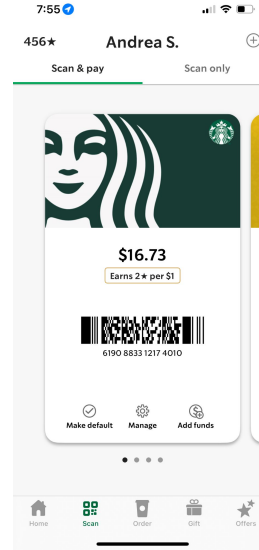 7:55
456★
Andrea S.
Scan & pay
Scan only
$16.73
Earns 2★ per $1
6190 8833 1217 4010
Make default
Manage
Add funds
Home
Scan
Order
Gift
Offers